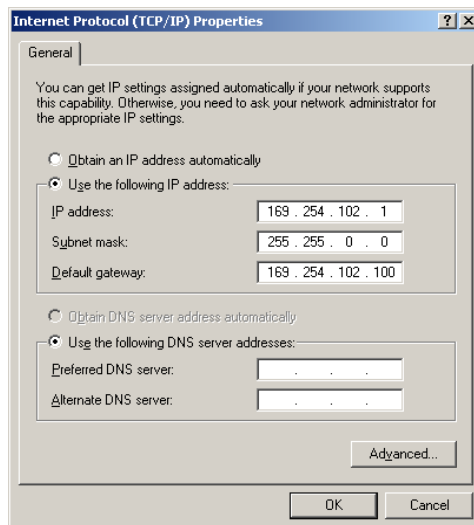 Internet Protocol (TCP/IP) Properties
General
You can get IP settings assigned automatically if your network supports
this capability. Otherwise, you need to ask your network administrator for
the appropriate IP settings.
Obtain an IP address automatically
Use the following IP address:
IP address: 169 . 254 . 102 . 1
Subnet mask: 255 . 255 . 0 . 0
Default gateway: 169 . 254 . 102 . 100
Obtain DNS server address automatically
Use the following DNS server addresses:
Preferred DNS server: . . .
Alternate DNS server: . . .
Advanced...
OK Cancel